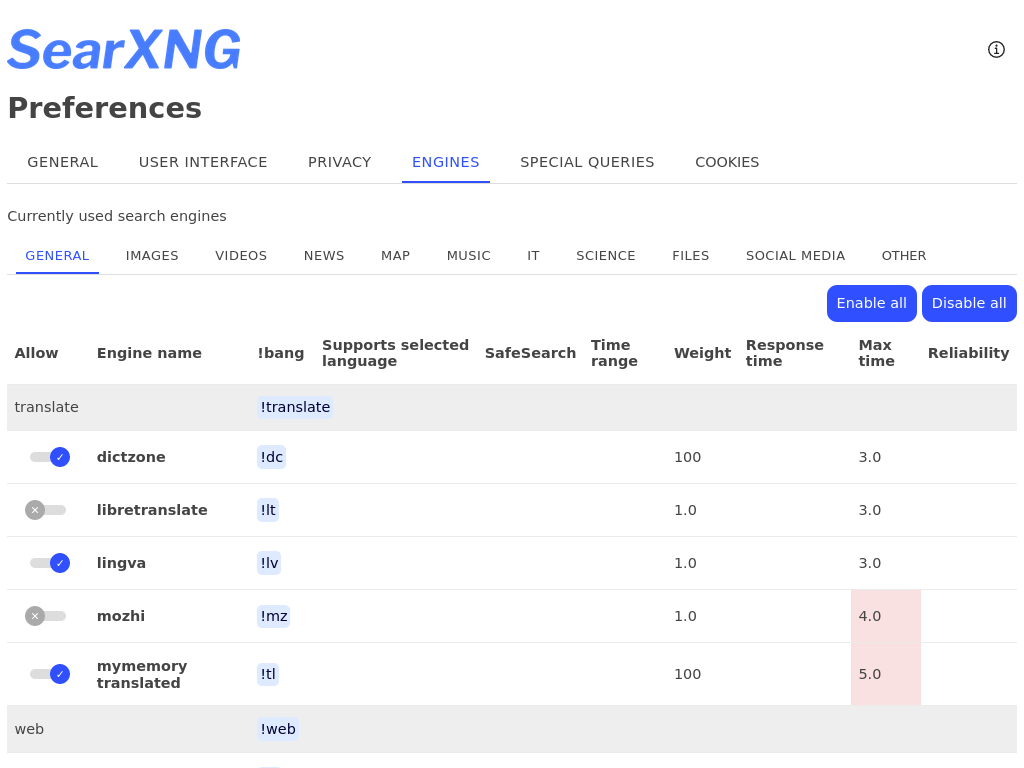 SearXNG
Preferences
GENERAL USER INTERFACE PRIVACY ENGINES SPECIAL QUERIES COOKIES
Currently used search engines
GENERAL IMAGES VIDEOS NEWS MAP MUSIC IT SCIENCE FILES SOCIAL MEDIA OTHER
Enable all Disable all
Allow Engine name !bang Supports selected language SafeSearch Time range Weight Response time Max time Reliability
translate !translate
dictzone !dc 100 3.0
libretranslate !lt 1.0 3.0
lingva !lv 1.0 3.0
mozhi !mz 1.0 4.0
mymemory translated !tl 100 5.0
web !web